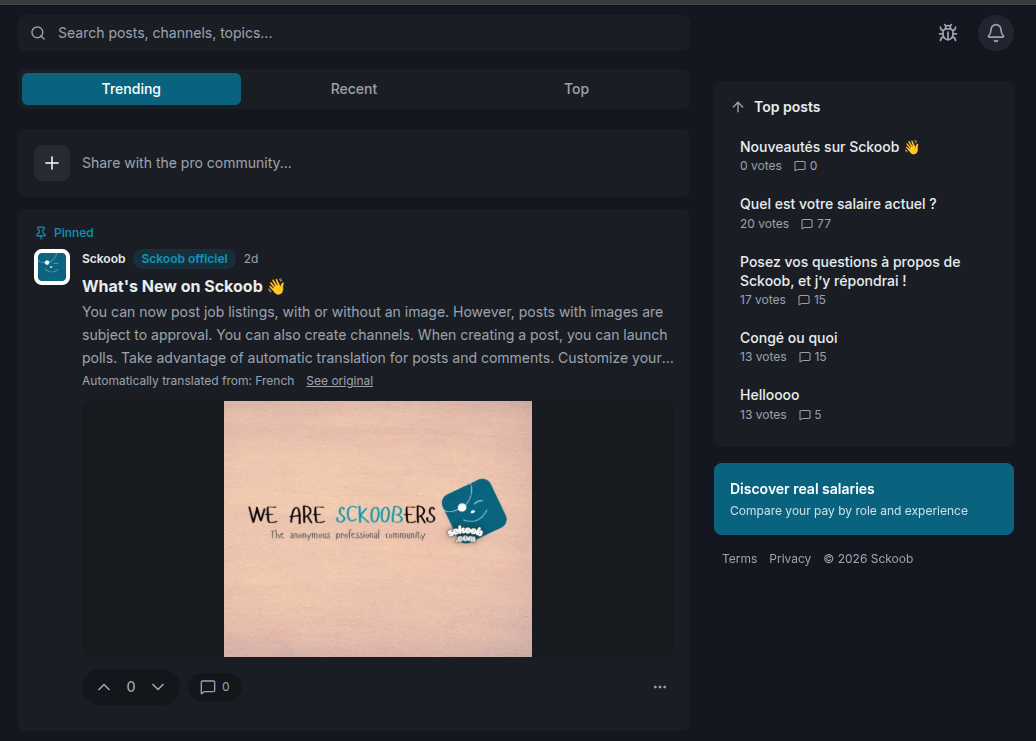 Search posts, channels, topics...
Trending
Recent
Top
Share with the pro community...
Pinned
Sckoob
Sckoob officiel
2d
What's New on Sckoob 👋
You can now post job listings, with or without an image. However, posts with images are
subject to approval. You can also create channels. When creating a post, you can launch
polls. Take advantage of automatic translation for posts and comments. Customize your...
Automatically translated from: French
See original
WE ARE SCKOOBERS
The anonymous professional community
sckoob
.com
0
0
Top posts
Nouveautés sur Sckoob 👋
0 votes
0
Quel est votre salaire actuel ?
20 votes
77
Posez vos questions à propos de
Sckoob, et j'y répondrai !
17 votes
15
Congé ou quoi
13 votes
15
Helloooo
13 votes
5
Discover real salaries
Compare your pay by role and experience
Terms
Privacy
© 2026 Sckoob